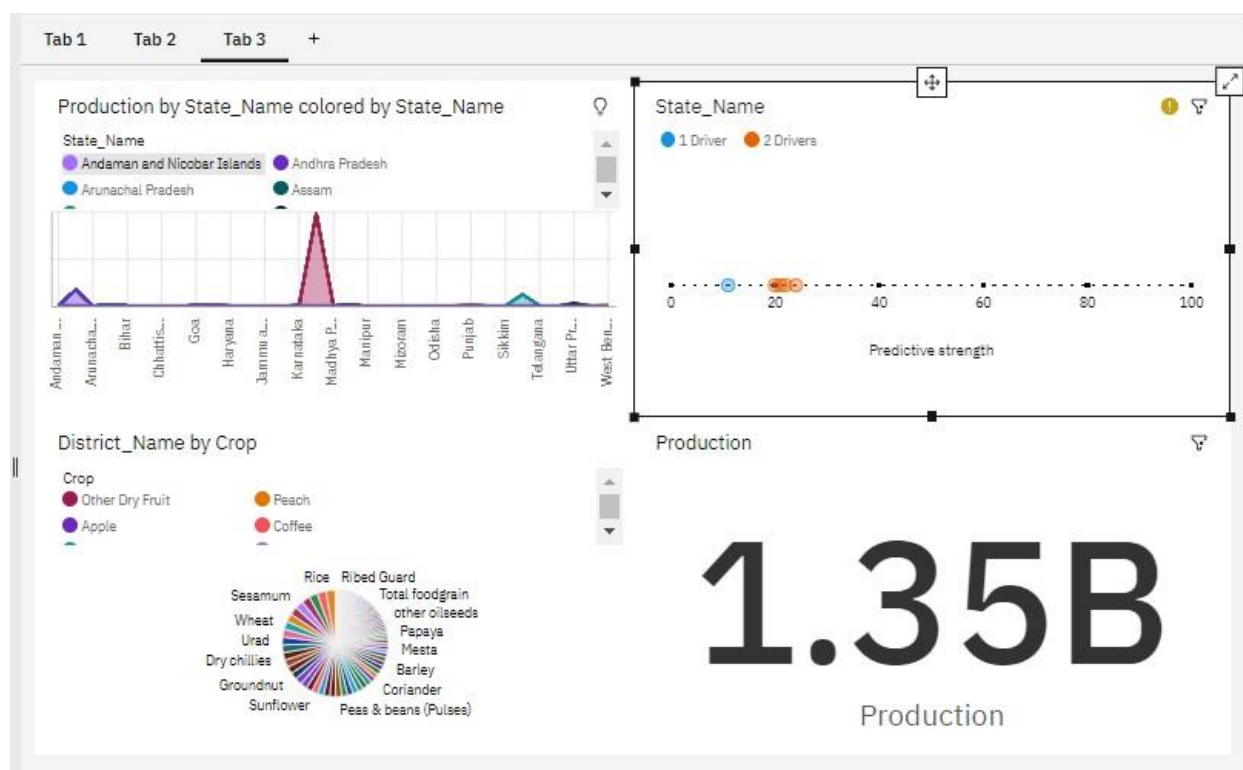 Tab 1 Tab 2 Tab 3 +
Production by State_Name colored by State_Name
State_Name
Andaman and Nicobar Islands Andhra Pradesh
Arunachal Pradesh Assam
Andaman ...
Arunacha...
Bihar
Chhattis...
Goa
Haryana
Jammu a...
Karnataka
Madhya P...
Manipur
Mizoram
Odisha
Punjab
Sikkim
Telangana
Uttar Pr...
West Ben...
State_Name
1 Driver 2 Drivers
0 20 40 60 80 100
Predictive strength
District_Name by Crop
Crop
Other Dry Fruit Peach
Apple Coffee
Rice Ribed Guard
Sesamum Total foodgrain
other oilseeds
Wheat Papaya
Urad Mesta
Dry chillies Barley
Groundnut Coriander
Sunflower Peas & beans (Pulses)
Production
1.35B
Production